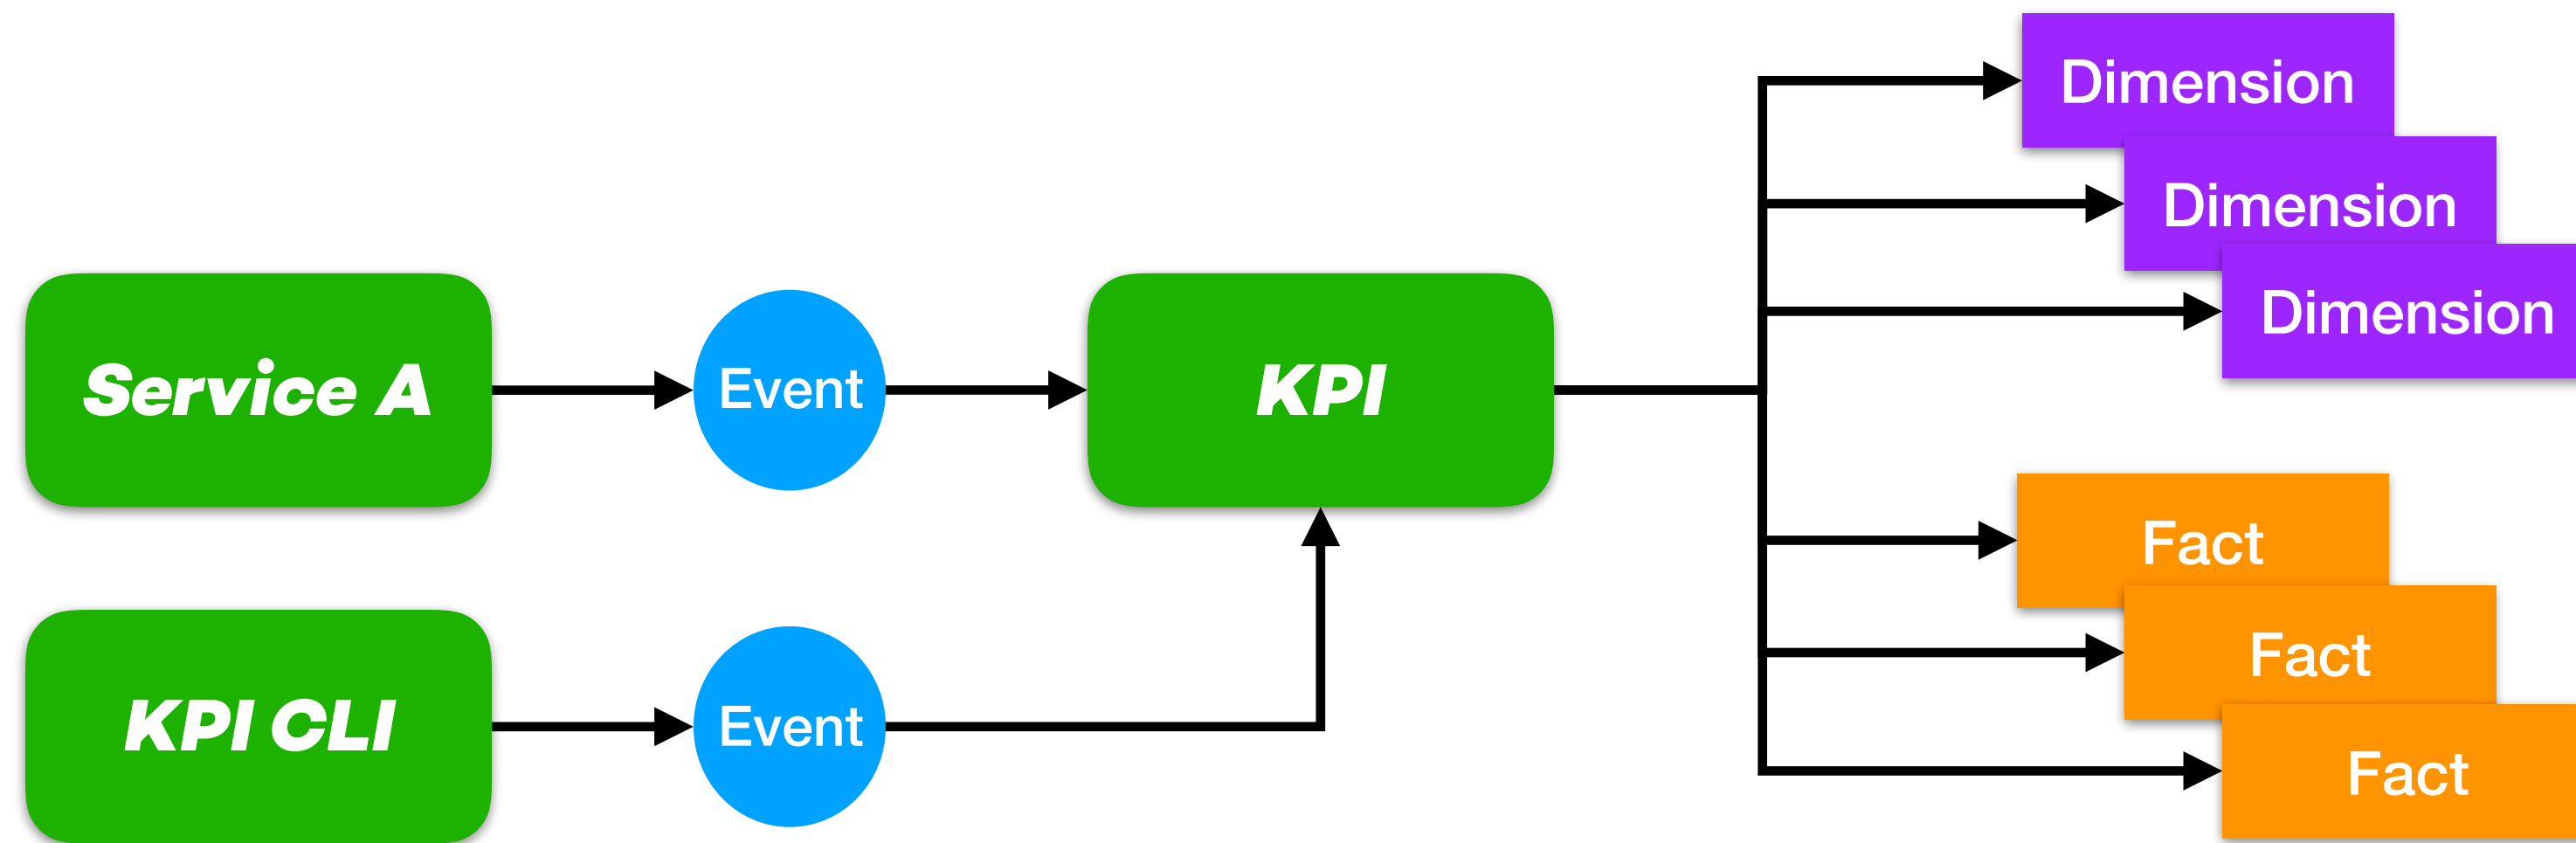 Dimension
Dimension
Dimension
Service A
Event
KPI
Fact
Fact
KPI CLI
Event
Fact